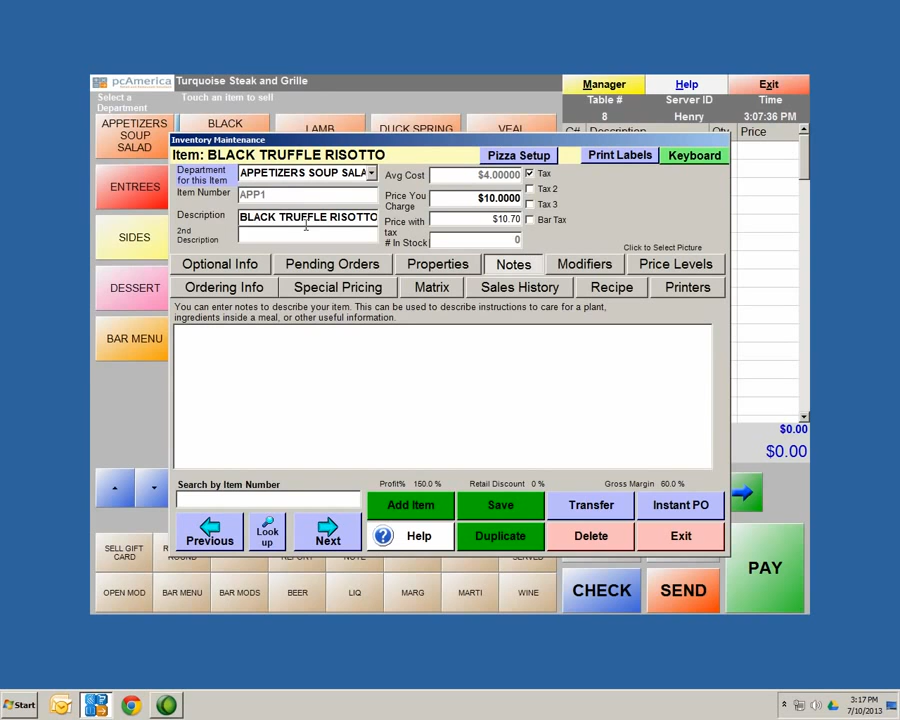 pcAmerica
Turquoise Steak and Grille
Manager
Help
Exit
Select a
Department
Touch an item to sell
Table #
Server ID
Time
8
Henry
3:07:36 PM
APPETIZERS
SOUP
SALAD
BLACK
LAMB
DUCK SPRING
VEAL
Description
Qty
Price
Inventory Maintenance
Item: BLACK TRUFFLE RISOTTO
Pizza Setup
Print Labels
Keyboard
Department
for this Item
APPETIZERS SOUP SALA
Avg Cost
$4.00000
Tax
Item Number
APP1
Price You
Charge
$10.0000
Tax 2
Tax 3
Description
BLACK TRUFFLE RISOTTO
Price with
tax
$10.70
Bar Tax
2nd
Description
# In Stock
0
Click to Select Picture
ENTREES
SIDES
DESSERT
BAR MENU
Optional Info
Pending Orders
Properties
Notes
Modifiers
Price Levels
Ordering Info
Special Pricing
Matrix
Sales History
Recipe
Printers
You can enter notes to describe your item. This can be used to describe instructions to care for a plant,
ingredients inside a meal, or other useful information.
$0.00
$0.00
Search by Item Number
Profit% 150.0 %
Retail Discount 0 %
Gross Margin 60.0 %
Add Item
Save
Transfer
Instant PO
Previous
Look
up
Next
Help
Duplicate
Delete
Exit
SELL GIFT
CARD
OPEN MOD
BAR MENU
BAR MODS
BEER
LIQ
MARG
MARTI
WINE
CHECK
SEND
PAY
Start
3:17 PM
7/10/2013